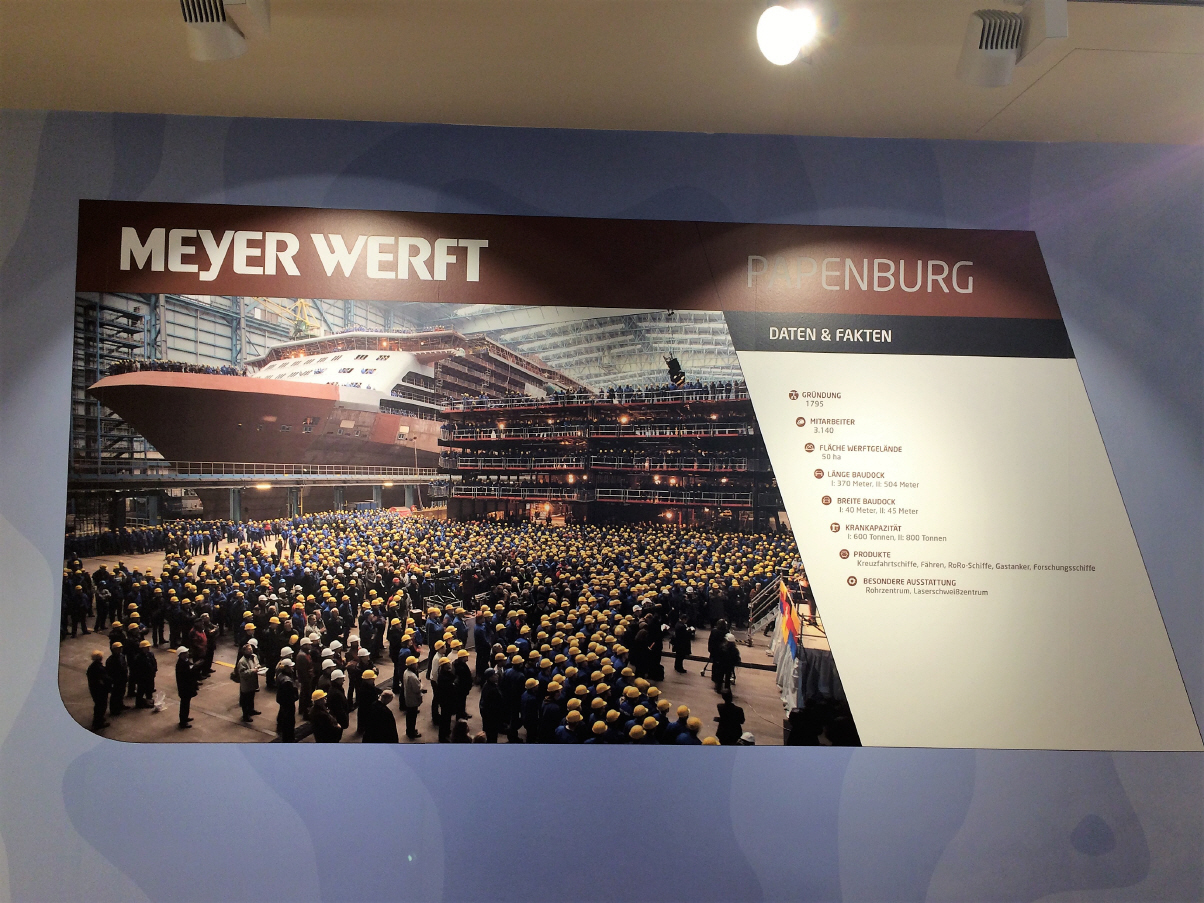 MEYER WERFT
PAPENBURG
DATEN & FAKTEN
GRÜNDUNG
1795
MITARBEITER
3.140
FLÄCHE WERFTGELÄNDE
50 ha
LÄNGE BAUDOCK
I: 370 Meter, II: 504 Meter
BREITE BAUDOCK
I: 40 Meter, II: 45 Meter
KRANKAPAZITÄT
I: 600 Tonnen, II: 800 Tonnen
PRODUKTE
Kreuzfahrtschiffe, Fähren, RoRo-Schiffe, Gastanker, Forschungsschiffe
BESONDERE AUSSTATTUNG
Rohrzentrum, Laserschweißzentrum